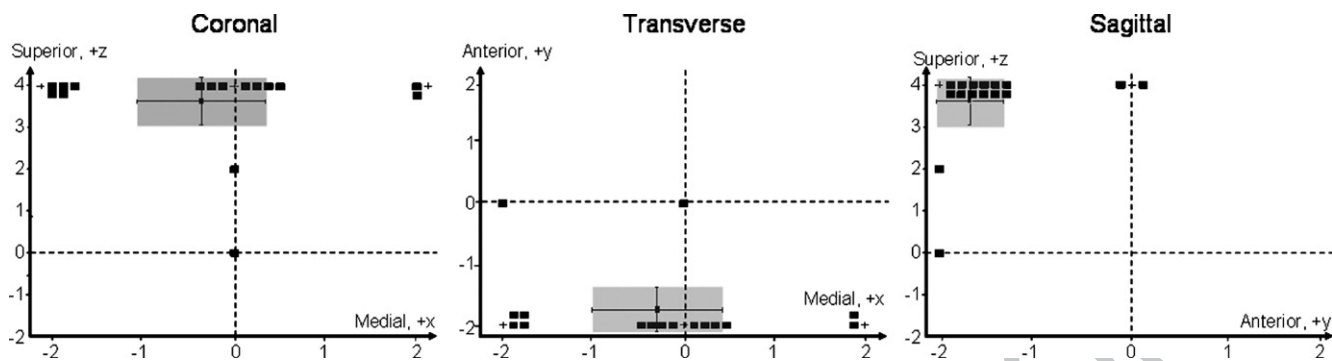 Coronal
Superior, +z
4
3
2
1
0
-1
-2
Medial, +x
-2 -1 0 1 2
Transverse
Anterior, +y
2
1
0
-1
-2
Medial, +x
-2 -1 0 1 2
Sagittal
Superior, +z
4
3
2
1
0
-1
-2
Anterior, +y
-2 -1 0 1 2